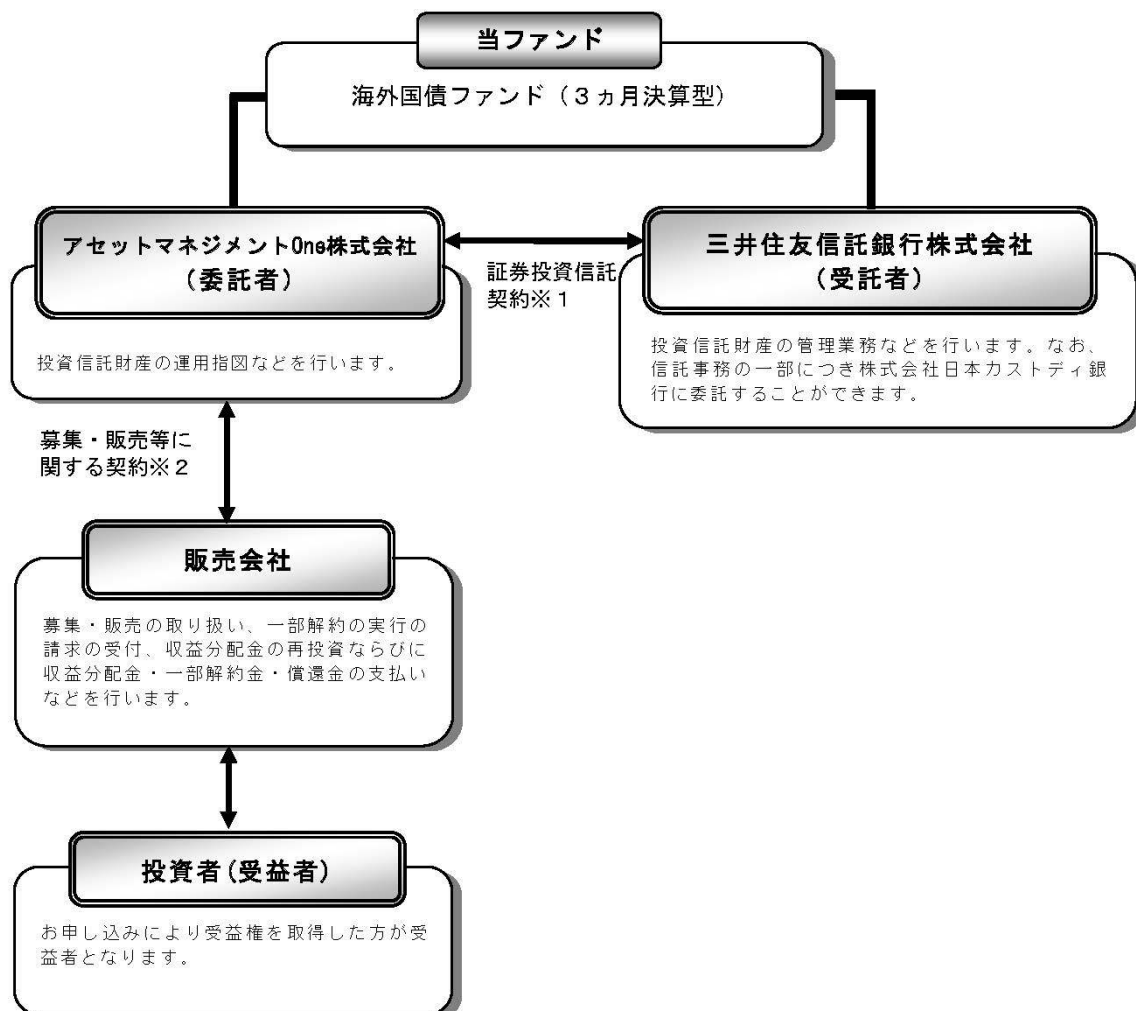 当ファンド
海外国債ファンド（３ヵ月決算型）
アセットマネジメントOne株式会社
（委託者）
投資信託財産の運用指図などを行います。
証券投資信託
契約※１
三井住友信託銀行株式会社
（受託者）
投資信託財産の管理業務などを行います。なお、
信託事務の一部につき株式会社日本カストディ銀
行に委託することができます。
募集・販売等に
関する契約※２
販売会社
募集・販売の取り扱い、一部解約の実行の
請求の受付、収益分配金の再投資ならびに
収益分配金・一部解約金・償還金の支払い
などを行います。
投資者(受益者)
お申し込みにより受益権を取得した方が受
益者となります。